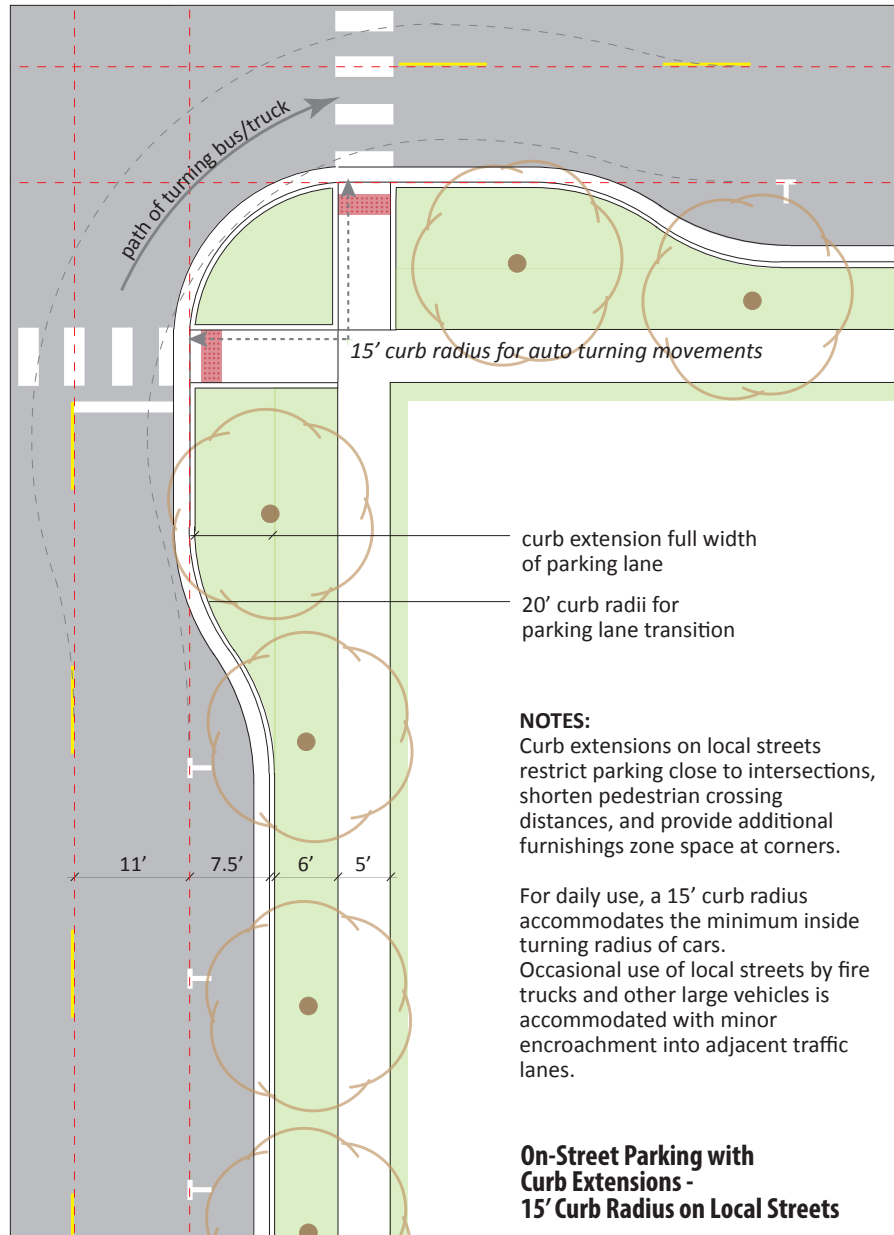 path of turning bus/truck
15’ curb radius for auto turning movements
curb extension full width
of parking lane
20’ curb radii for
parking lane transition
NOTES:
Curb extensions on local streets
restrict parking close to intersections,
shorten pedestrian crossing
distances, and provide additional
furnishings zone space at corners.
11’ 7.5’ 6’ 5’
For daily use, a 15’ curb radius
accommodates the minimum inside
turning radius of cars.
Occasional use of local streets by fire
trucks and other large vehicles is
accommodated with minor
encroachment into adjacent traffic
lanes.
On-Street Parking with
Curb Extensions -
15’ Curb Radius on Local Streets